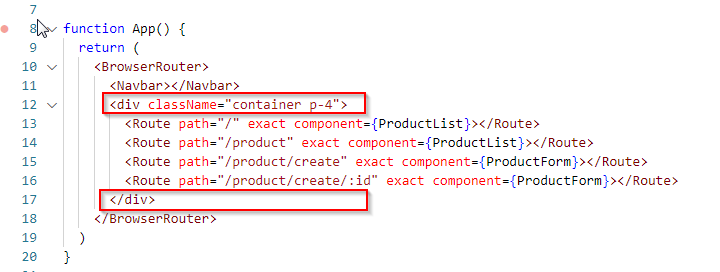 7
8 function App() {
9 return (
10 <BrowserRouter>
11 <Navbar></Navbar>
12 <div className="container p-4">
13 <Route path="/" exact component={ProductList}></Route>
14 <Route path="/product" exact component={ProductList}></Route>
15 <Route path="/product/create" exact component={ProductForm}></Route>
16 <Route path="/product/create/:id" exact component={ProductForm}></Route>
17 </div>
18 </BrowserRouter>
19 )
20 }